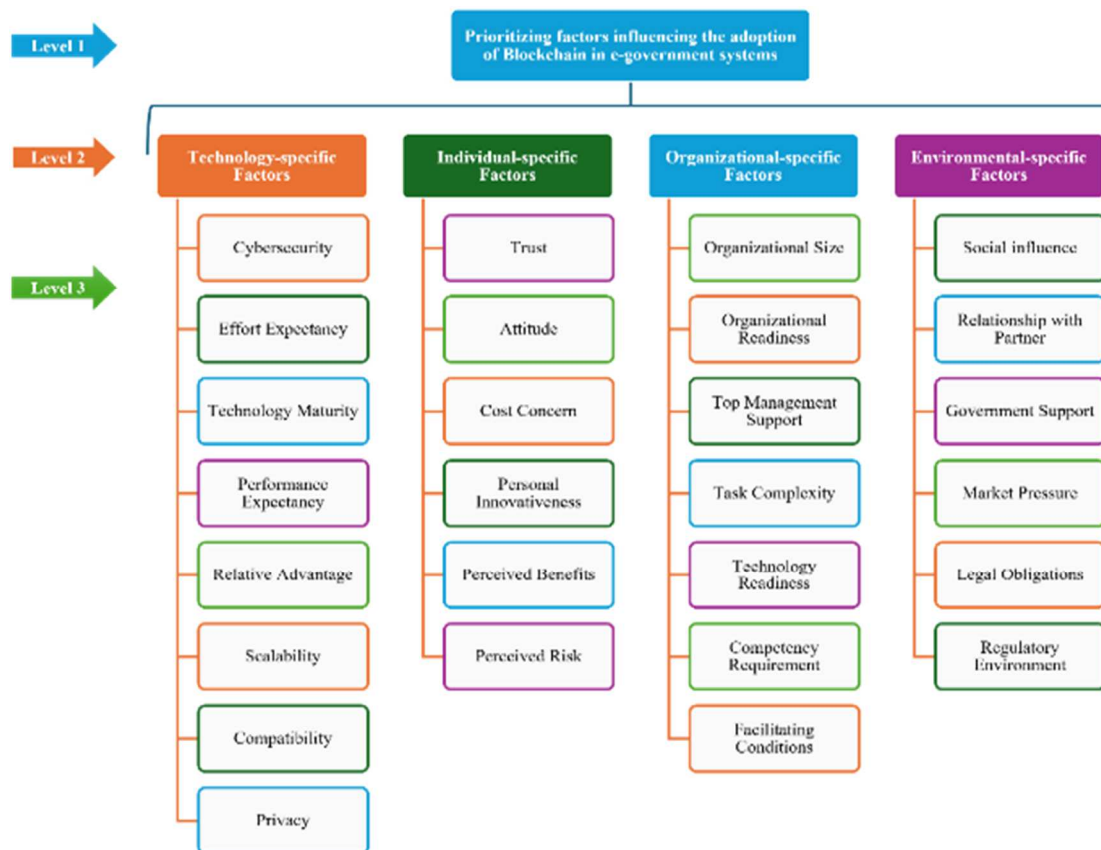 Level 1
Prioritizing factors influencing the adoption
of Blockchain in e-government systems
Level 2
Technology-specific
Factors
Individual-specific
Factors
Organizational-specific
Factors
Environmental-specific
Factors
Level 3
Cybersecurity
Effort Expectancy
Technology Maturity
Performance
Expectancy
Relative Advantage
Scalability
Compatibility
Privacy
Trust
Attitude
Cost Concern
Personal
Innovativeness
Perceived Benefits
Perceived Risk
Organizational Size
Organizational
Readiness
Top Management
Support
Task Complexity
Technology
Readiness
Competency
Requirement
Facilitating
Conditions
Social influence
Relationship with
Partner
Government Support
Market Pressure
Legal Obligations
Regulatory
Environment